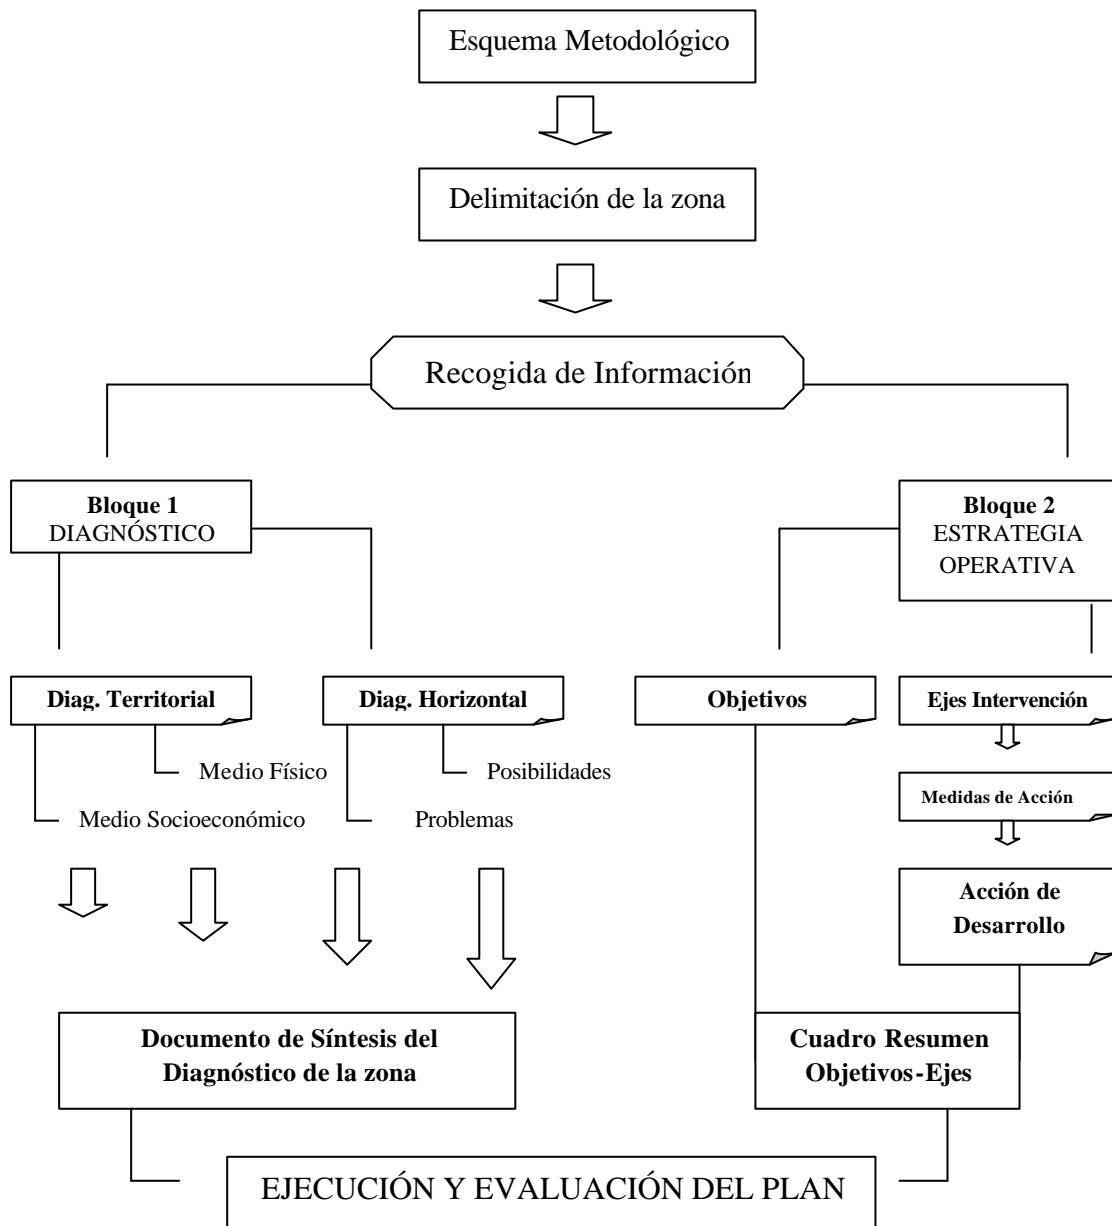 Esquema Metodológico
Delimitación de la zona
Recogida de Información
Bloque 1
DIAGNÓSTICO
Bloque 2
ESTRATEGIA
OPERATIVA
Diag. Territorial
Diag. Horizontal
Objetivos
Ejes Intervención
Medio Físico
Posibilidades
Medidas de Acción
Medio Socioeconómico
Problemas
Acción de
Desarrollo
Documento de Síntesis del
Diagnóstico de la zona
Cuadro Resumen
Objetivos-Ejes
EJECUCIÓN Y EVALUACIÓN DEL PLAN